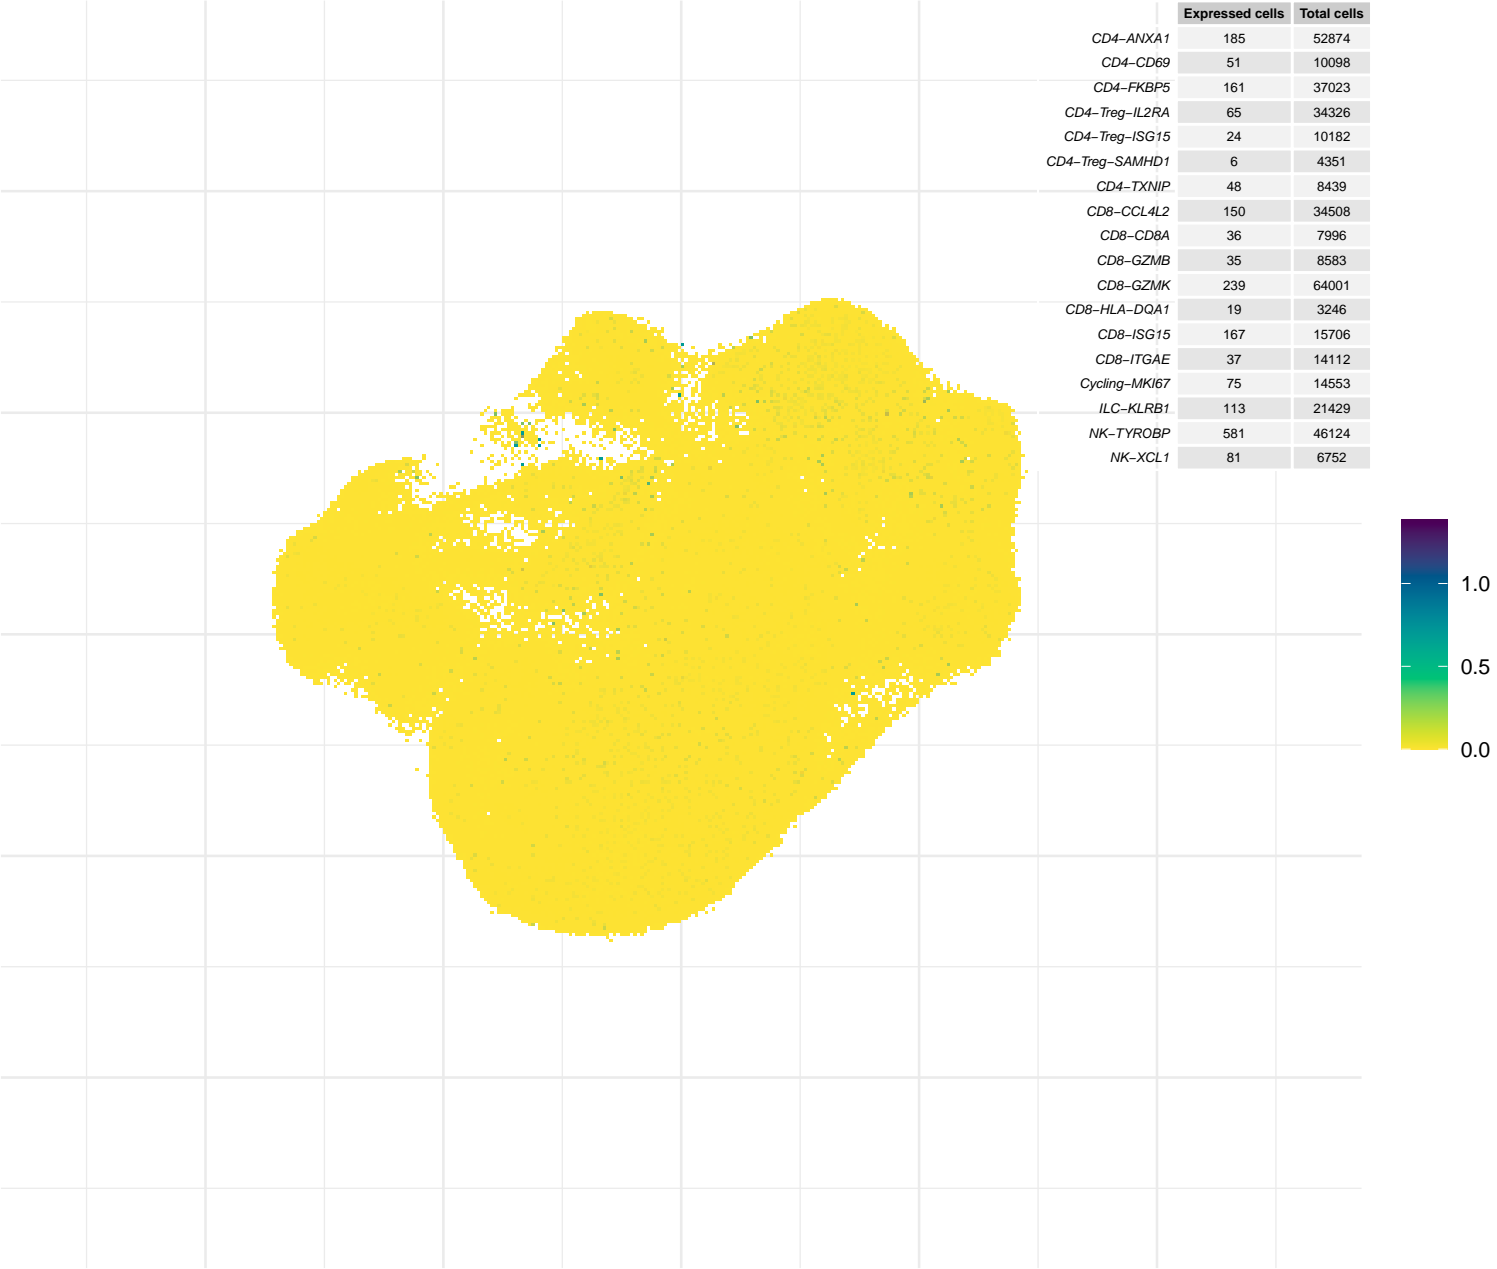 Expressed cells Total cells
CD4−ANXA1 185 52874
CD4−CD69 51 10098
CD4−FKBP5 161 37023
CD4−Treg−IL2RA 65 34326
CD4−Treg−ISG15 24 10182
CD4−Treg−SAMHD1 6 4351
CD4−TXNIP 48 8439
CD8−CCL4L2 150 34508
CD8−CD8A 36 7996
CD8−GZMB 35 8583
CD8−GZMK 239 64001
CD8−HLA−DQA1 19 3246
CD8−ISG15 167 15706
CD8−ITGAE 37 14112
Cycling−MKI67 75 14553
ILC−KLRB1 113 21429
NK−TYROBP 581 46124
NK−XCL1 81 6752
1.0
0.5
0.0